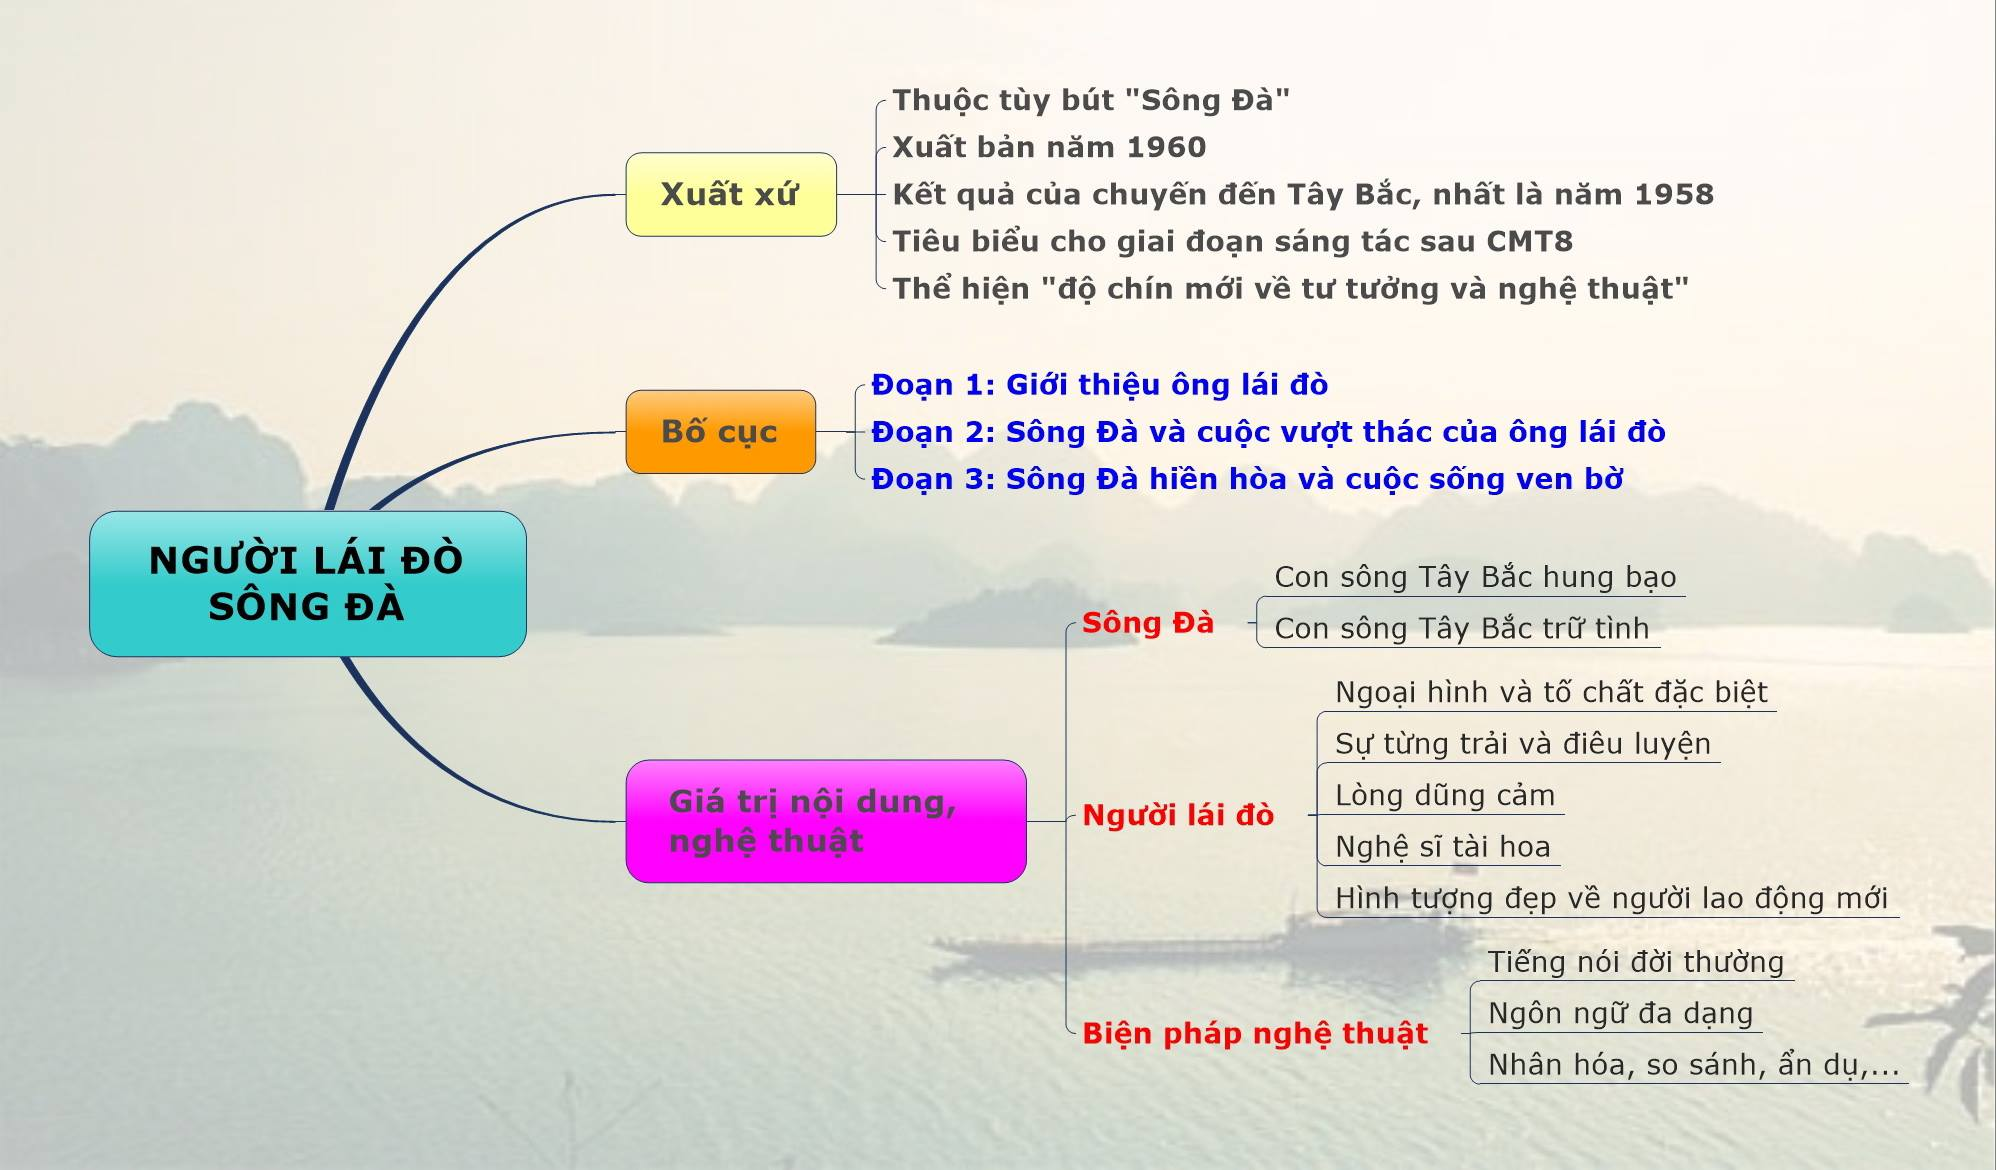 NGƯỜI LÁI ĐÒ
SÔNG ĐÀ
Xuất xứ
Thuộc tùy bút "Sông Đà"
Xuất bản năm 1960
Kết quả của chuyến đến Tây Bắc, nhất là năm 1958
Tiêu biểu cho giai đoạn sáng tác sau CMT8
Thể hiện "độ chín mới về tư tưởng và nghệ thuật"
Bố cục
Đoạn 1: Giới thiệu ông lái đò
Đoạn 2: Sông Đà và cuộc vượt thác của ông lái đò
Đoạn 3: Sông Đà hiền hòa và cuộc sống ven bờ
Giá trị nội dung,
nghệ thuật
Sông Đà
Con sông Tây Bắc hung bạo
Con sông Tây Bắc trữ tình
Người lái đò
Ngoại hình và tố chất đặc biệt
Sự từng trải và điêu luyện
Lòng dũng cảm
Nghệ sĩ tài hoa
Hình tượng đẹp về người lao động mới
Biện pháp nghệ thuật
Tiếng nói đời thường
Ngôn ngữ đa dạng
Nhân hóa, so sánh, ẩn dụ,...